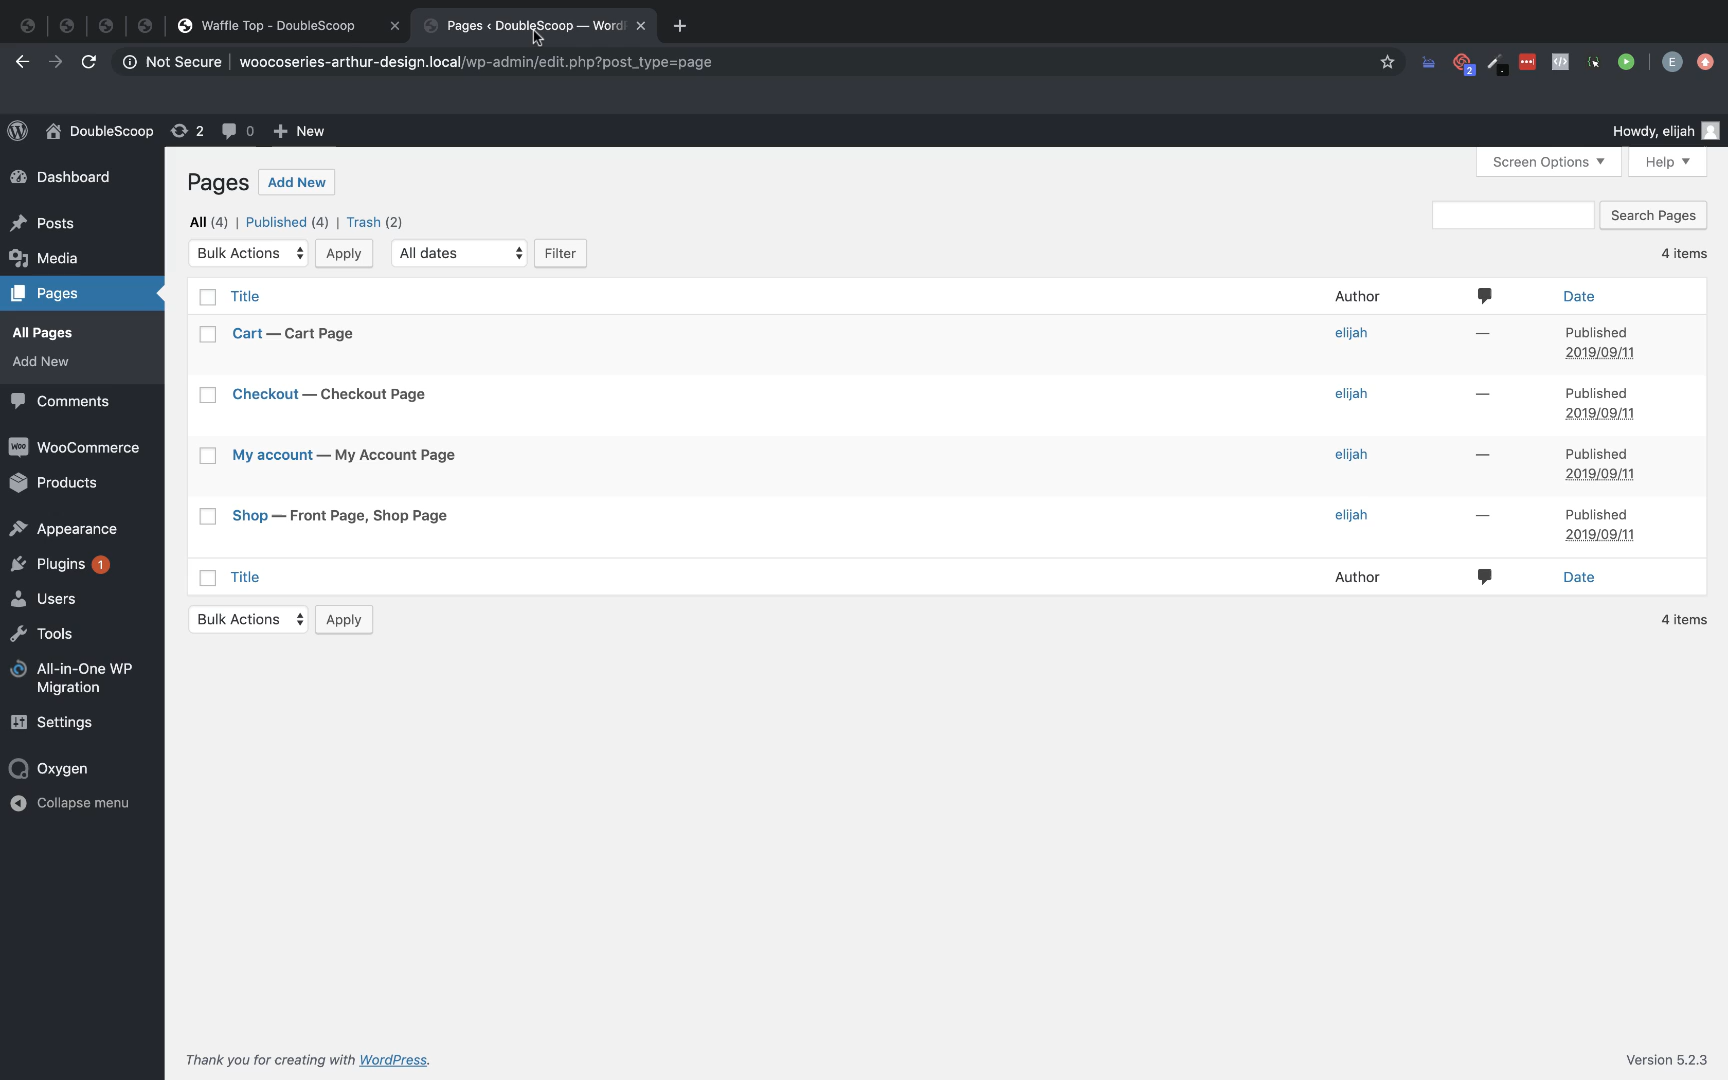 Waffle Top - DoubleScoop
Pages ‹ DoubleScoop — Word
Not Secure | woocoseries-arthur-design.local/wp-admin/edit.php?post_type=page
2
E
DoubleScoop 2 0 + New
Howdy, elijah
Dashboard
Posts
Media
Pages
All Pages
Add New
Comments
WooCommerce
Products
Appearance
Plugins 1
Users
Tools
All-in-One WP
Migration
Settings
Oxygen
Collapse menu
Screen Options ▼
Help ▼
Pages Add New
All (4) | Published (4) | Trash (2)
Search Pages
Bulk Actions Apply All dates Filter
4 items
Title Author Date
Cart — Cart Page elijah — Published
2019/09/11
Checkout — Checkout Page elijah — Published
2019/09/11
My account — My Account Page elijah — Published
2019/09/11
Shop — Front Page, Shop Page elijah — Published
2019/09/11
Title Author Date
Bulk Actions Apply
4 items
Thank you for creating with WordPress.
Version 5.2.3